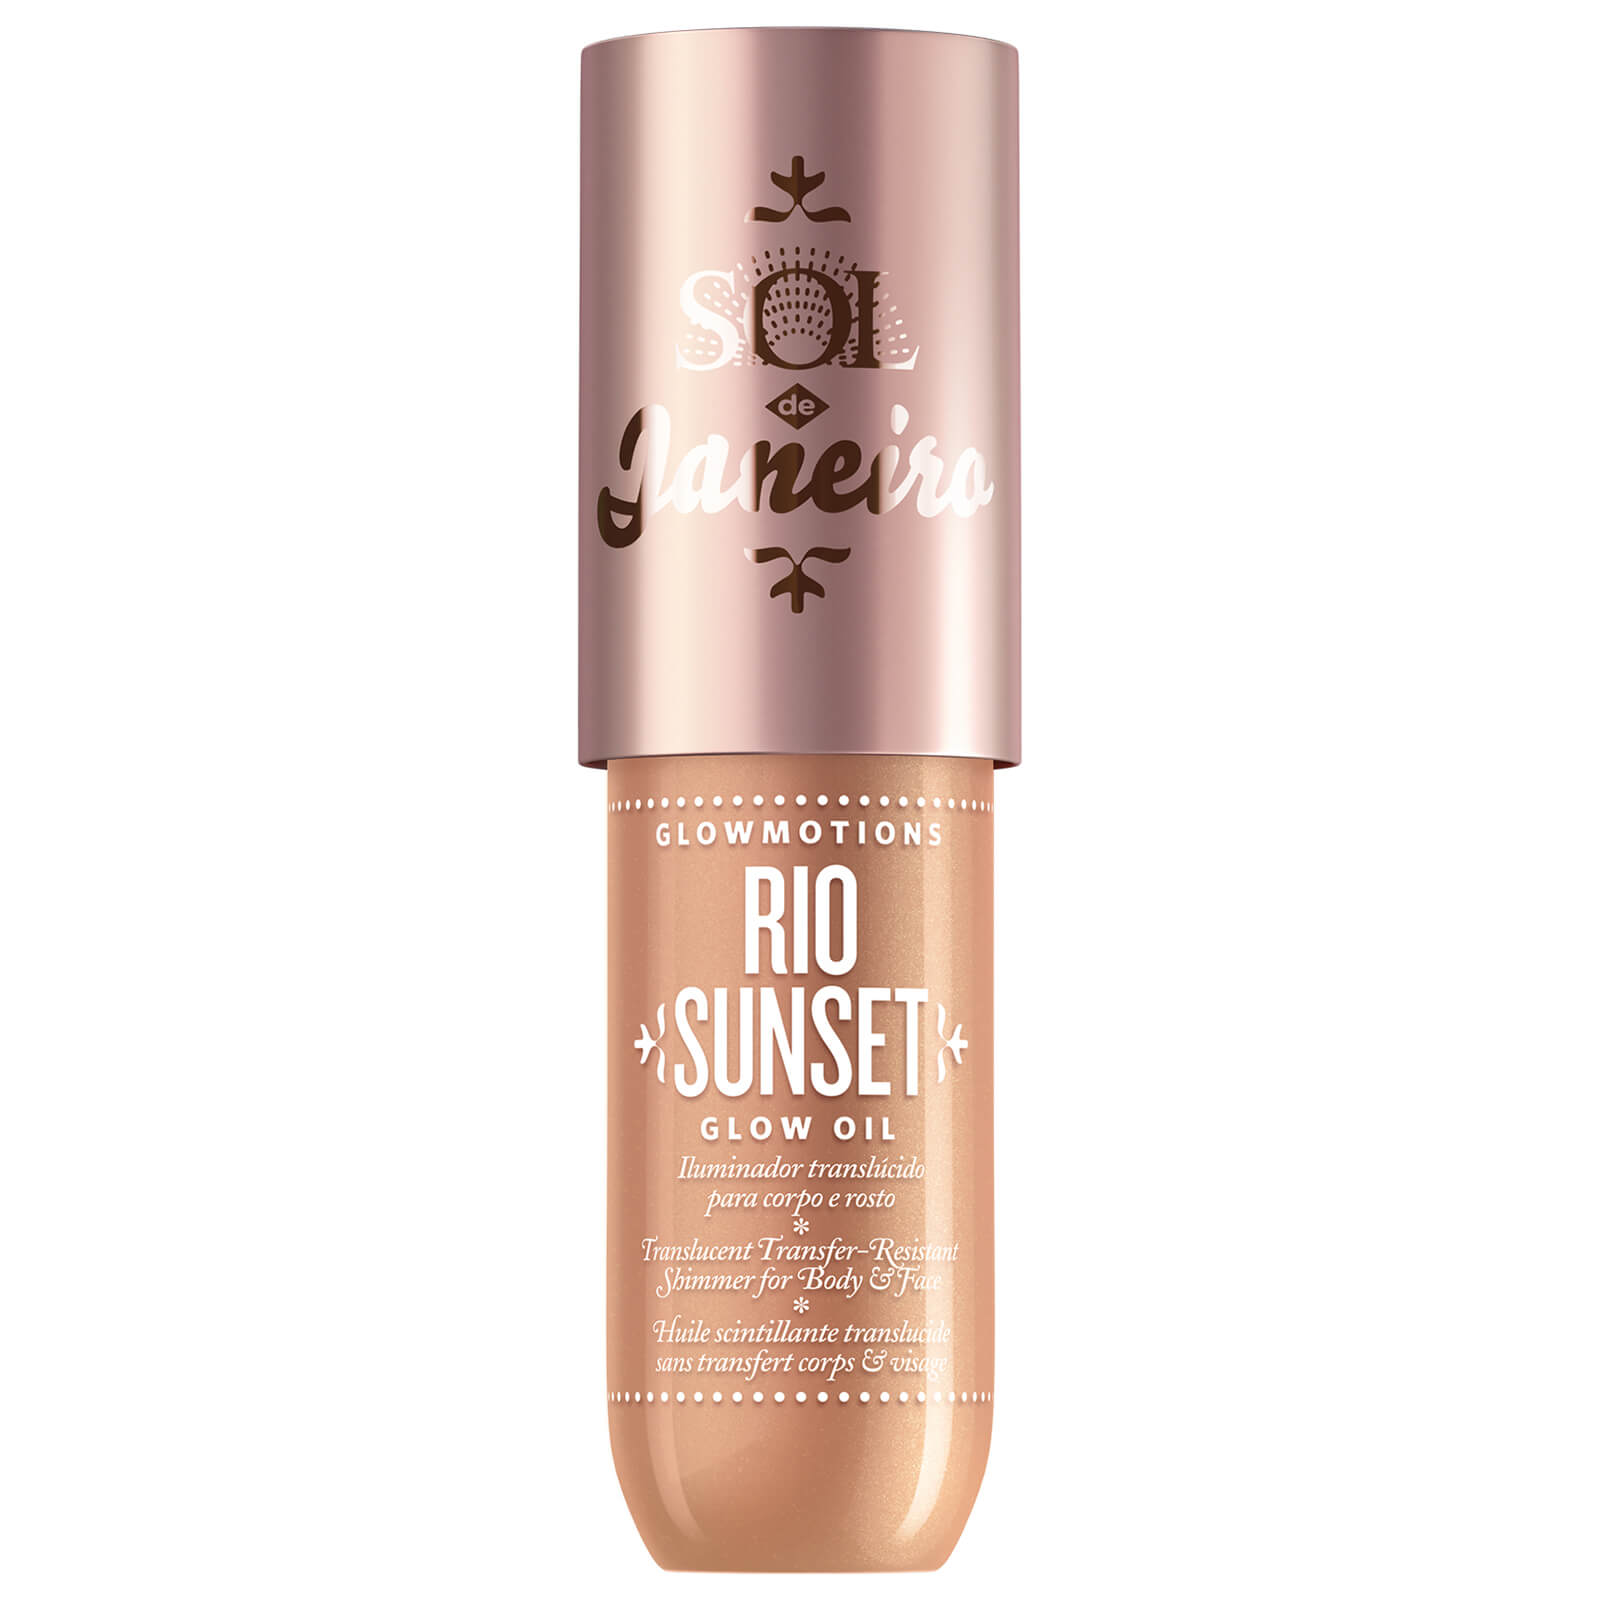 SOL
de
Janeiro
GLOWMOTIONS
RIO
SUNSET
GLOW OIL
Iluminador translúcido
para corpo e rosto
*
Translucent Transfer-Resistant
Shimmer for Body & Face
*
Huile scintillante translucide
sans transfert corps & visage